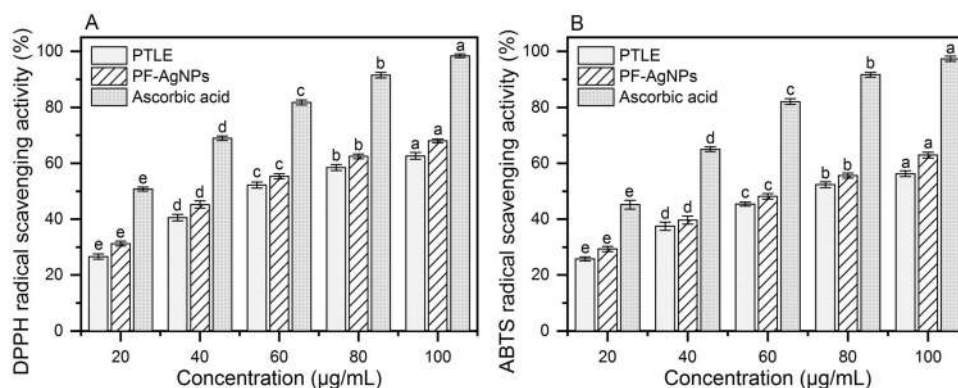 A
DPPH radical scavenging activity (%)
100
80
60
40
20
0
PTLE
PF-AgNPs
Ascorbic acid
e e e
d d d
c c c
b b b
a a a
20 40 60 80 100
Concentration (µg/mL)
B
ABTS radical scavenging activity (%)
100
80
60
40
20
0
PTLE
PF-AgNPs
Ascorbic acid
e e e
d d d
c c c
b b b
a a a
20 40 60 80 100
Concentration (µg/mL)